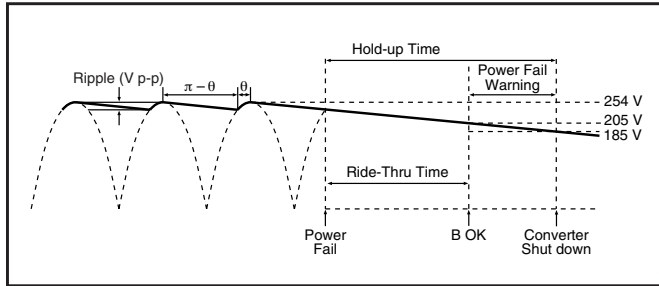 Hold-up Time
Ripple (V p-p)
π – θ
θ
Power Fail
Warning
254 V
205 V
185 V
Ride-Thru Time
Power
Fail
B OK
Converter
Shut down